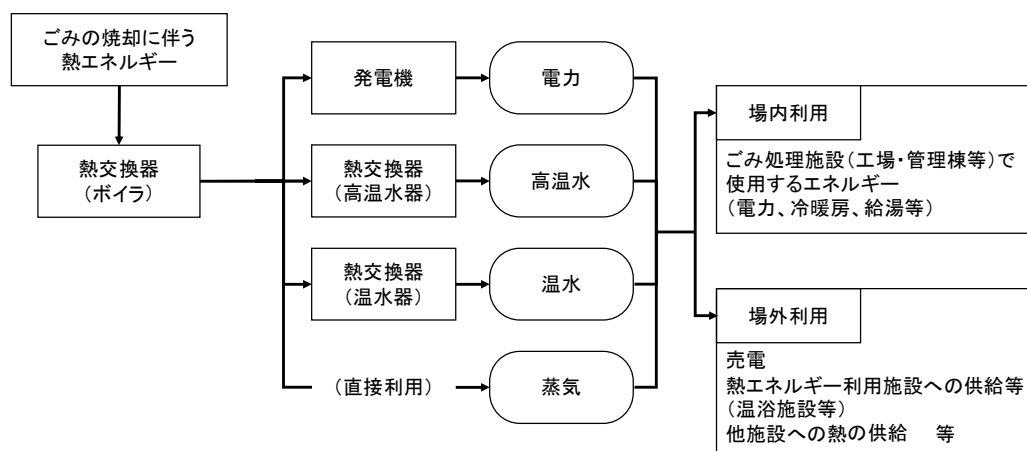 ごみの焼却に伴う
熱エネルギー
熱交換器
(ボイラ)
発電機
電力
熱交換器
(高温水器)
高温水
熱交換器
(温水器)
温水
(直接利用)
蒸気
場内利用
ごみ処理施設(工場・管理棟等)で
使用するエネルギー
(電力、冷暖房、給湯等)
場外利用
売電
熱エネルギー利用施設への供給等
(温浴施設等)
他施設への熱の供給 等